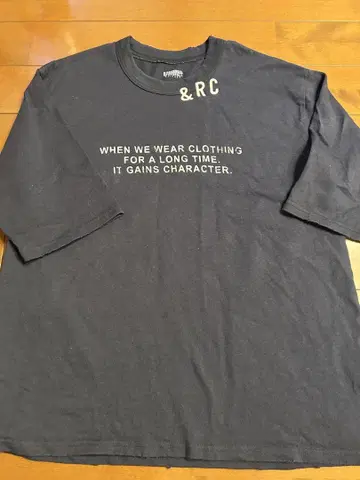 &RC
WHEN WE WEAR CLOTHING
FOR A LONG TIME.
IT GAINS CHARACTER.